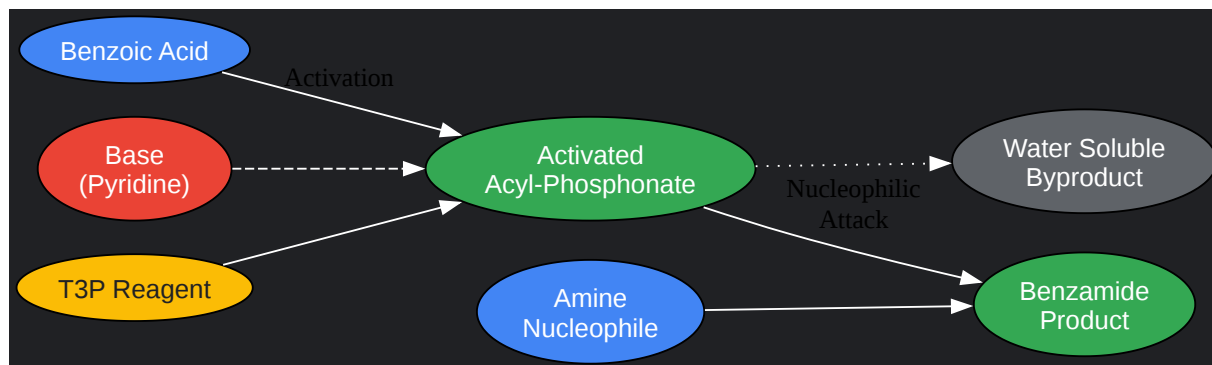 Benzoic Acid
Activation
Base
(Pyridine)
T3P Reagent
Activated
Acyl-Phosphonate
Nucleophilic
Attack
Amine
Nucleophile
Water Soluble
Byproduct
Benzamide
Product